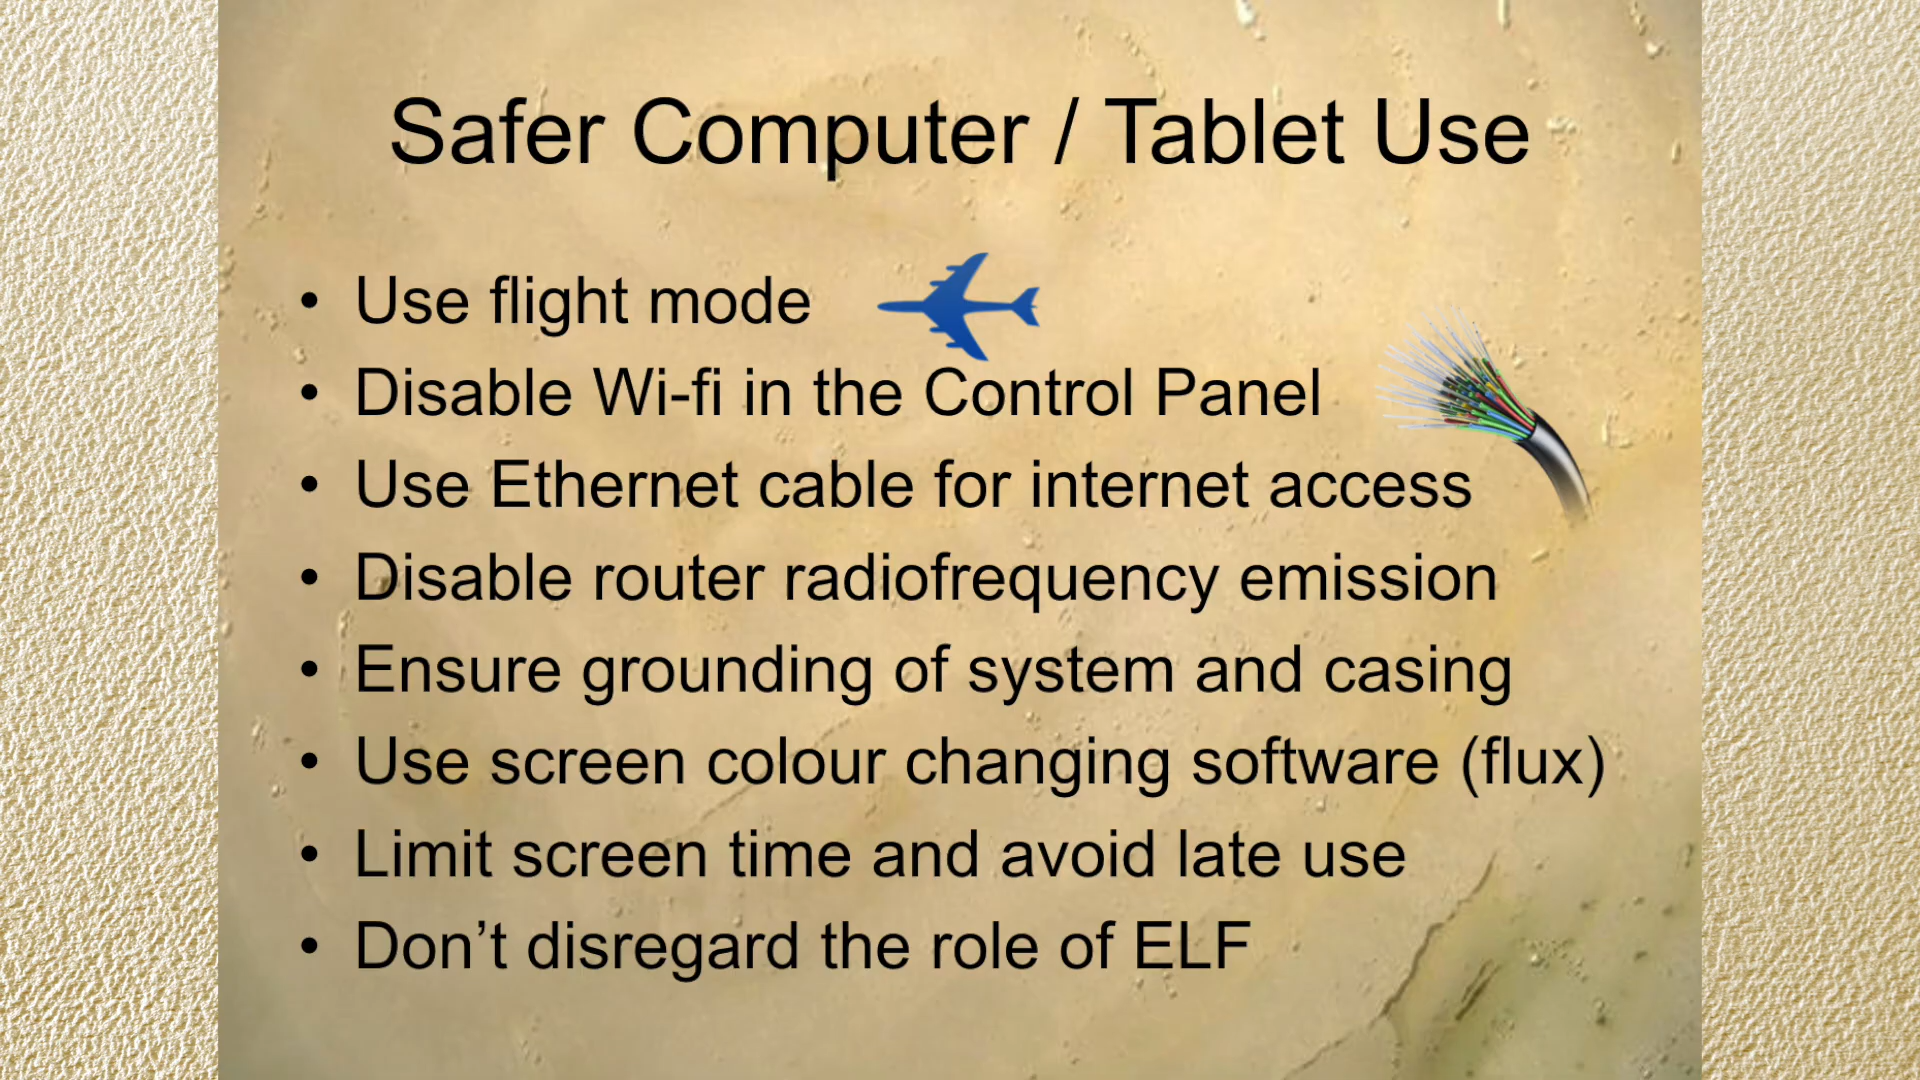 Safer Computer / Tablet Use
• Use flight mode
• Disable Wi-fi in the Control Panel
• Use Ethernet cable for internet access
• Disable router radiofrequency emission
• Ensure grounding of system and casing
• Use screen colour changing software (flux)
• Limit screen time and avoid late use
• Don’t disregard the role of ELF